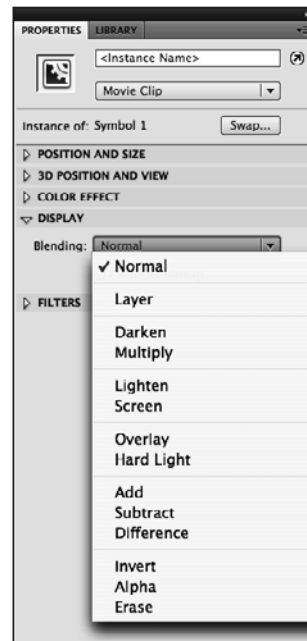 PROPERTIES LIBRARY
<Instance Name>
Movie Clip
Instance of: Symbol 1 Swap...
POSITION AND SIZE
3D POSITION AND VIEW
COLOR EFFECT
DISPLAY
Blending: Normal
✓ Normal
FILTERS
Layer
Darken
Multiply
Lighten
Screen
Overlay
Hard Light
Add
Subtract
Difference
Invert
Alpha
Erase